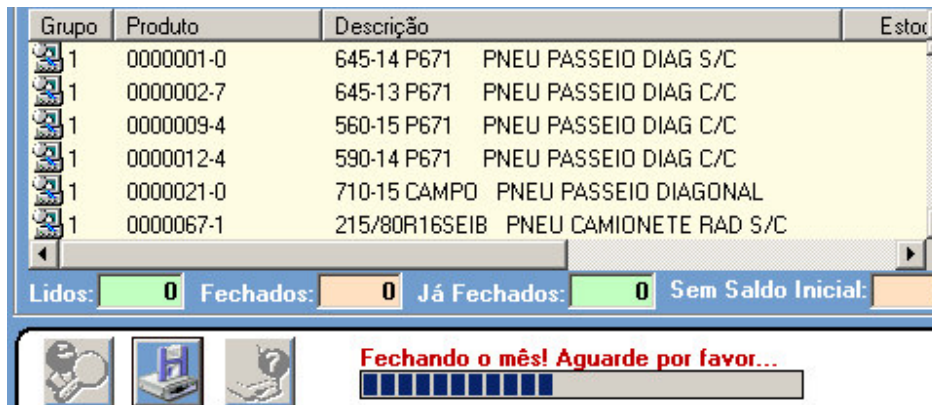 Grupo Produto Descrição
1 0000001-0 645-14 P671 PNEU PASSEIO DIAG S/C
1 0000002-7 645-13 P671 PNEU PASSEIO DIAG C/C
1 0000009-4 560-15 P671 PNEU PASSEIO DIAG C/C
1 0000012-4 590-14 P671 PNEU PASSEIO DIAG C/C
1 0000021-0 710-15 CAMPO PNEU PASSEIO DIAGONAL
1 0000067-1 215/80R16SEIB PNEU CAMIONETE RAD S/C
Lidos: 0 Fechados: 0 Já Fechados: 0 Sem Saldo Inicial:
Fechando o mês! Aguarde por favor...